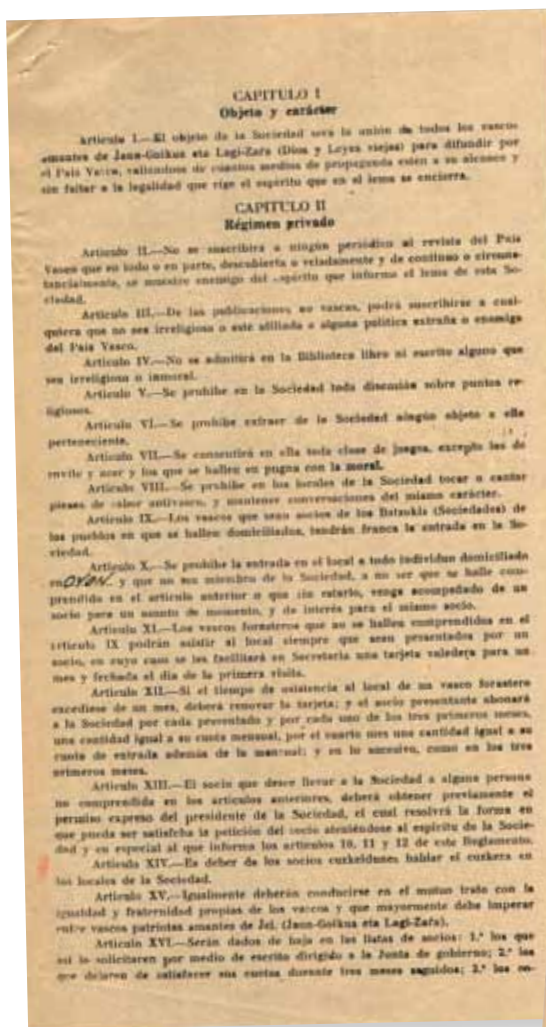 CAPITULO I
Objeto y carácter
Artículo I.—El objeto de la Sociedad será la unión de todos los vascos
amantes de Jaun-Goikua eta Lagi-Zaŕa (Dios y Leyes viejas) para difundir por
el País Vasco, valiéndose de cuantos medios de propaganda estén a su alcance y
sin faltar a la legalidad que rige el espíritu que en el lema se encierra.
CAPITULO II
Régimen privado
Artículo II.—No se suscribirá a ningún periódico ni revista del País
Vasco que en todo o en parte, descubierta o veladamente y de continuo o circuns-
tancialmente, se muestre enemigo del espíritu que informa el lema de esta So-
ciedad.
Artículo III.—De las publicaciones no vascas, podrá suscribirse a cual-
quiera que no sea irreligiosa o esté afiliada a alguna política extraña o enemiga
del País Vasco.
Artículo IV.—No se admitirá en la Biblioteca libro ni escrito alguno que
sea irreligioso o inmoral.
Artículo V.—Se prohibe en la Sociedad toda discusión sobre puntos re-
ligiosos.
Artículo VI.—Se prohibe extraer de la Sociedad ningún objeto a ella
perteneciente.
Artículo VII.—Se consentirá en ella toda clase de juegos, excepto los de
envite y azar y los que se hallen en pugna con la moral.
Artículo VIII.—Se prohibe en los locales de la Sociedad tocar o cantar
piezas de sabor antivasco, y mantener conversaciones del mismo carácter.
Artículo IX.—Los vascos que sean socios de los Batzokis (Sociedades) de
los pueblos en que se hallen domiciliados, tendrán franca la entrada en la So-
ciedad.
Artículo X.—Se prohibe la entrada en el local a todo individuo domiciliado
en OYON y que no sea miembro de la Sociedad, a no ser que se halle com-
prendido en el artículo anterior o que sin estarlo, venga acompañado de un
socio para un asunto de momento, y de interés para el mismo socio.
Artículo XI.—Los vascos forasteros que no se hallen comprendidos en el
artículo IX podrán asistir al local siempre que sean presentados por un
socio, en cuyo caso se les facilitará en Secretaría una tarjeta valedera para un
mes y fechada el día de la primera visita.
Artículo XII.—Si el tiempo de asistencia al local de un vasco forastero
excediese de un mes, deberá renovar la tarjeta; y el socio presentante abonará
a la Sociedad por cada presentado y por cada uno de los tres primeros meses,
una cantidad igual a su cuota mensual, por el cuarto mes una cantidad igual a su
cuota de entrada además de la mensual; y en lo sucesivo, como en los tres
primeros meses.
Artículo XIII.—El socio que desee llevar a la Sociedad a alguna persona
no comprendida en los artículos anteriores, deberá obtener previamente el
permiso expreso del presidente de la Sociedad, el cual resolvrá la forma en
que pueda ser satisfecha la petición del socio ateniéndose al espíritu de la Socie-
dad y en especial al que informa los artículos 10, 11 y 12 de este Reglamento.
Artículo XIV.—Es deber de los socios euzkeldunes hablar el euzkera en
los locales de la Sociedad.
Artículo XV.—Igualmente deberán conducirse en el mutuo trato con la
igualdad y fraternidad propias de los vascos y que mayormente debe imperar
entre vascos patriotas amantes de Jel. (Jaun-Goikua eta Lagi-Zaŕa).
Artículo XVI.—Serán dados de baja en las listas de socios: 1.º los que
así lo solicitaren por medio de escrito dirigido a la Junta de gobierno; 2.º los
que dejaren de satisfacer sus cuotas durante tres meses seguidos; 3.º los